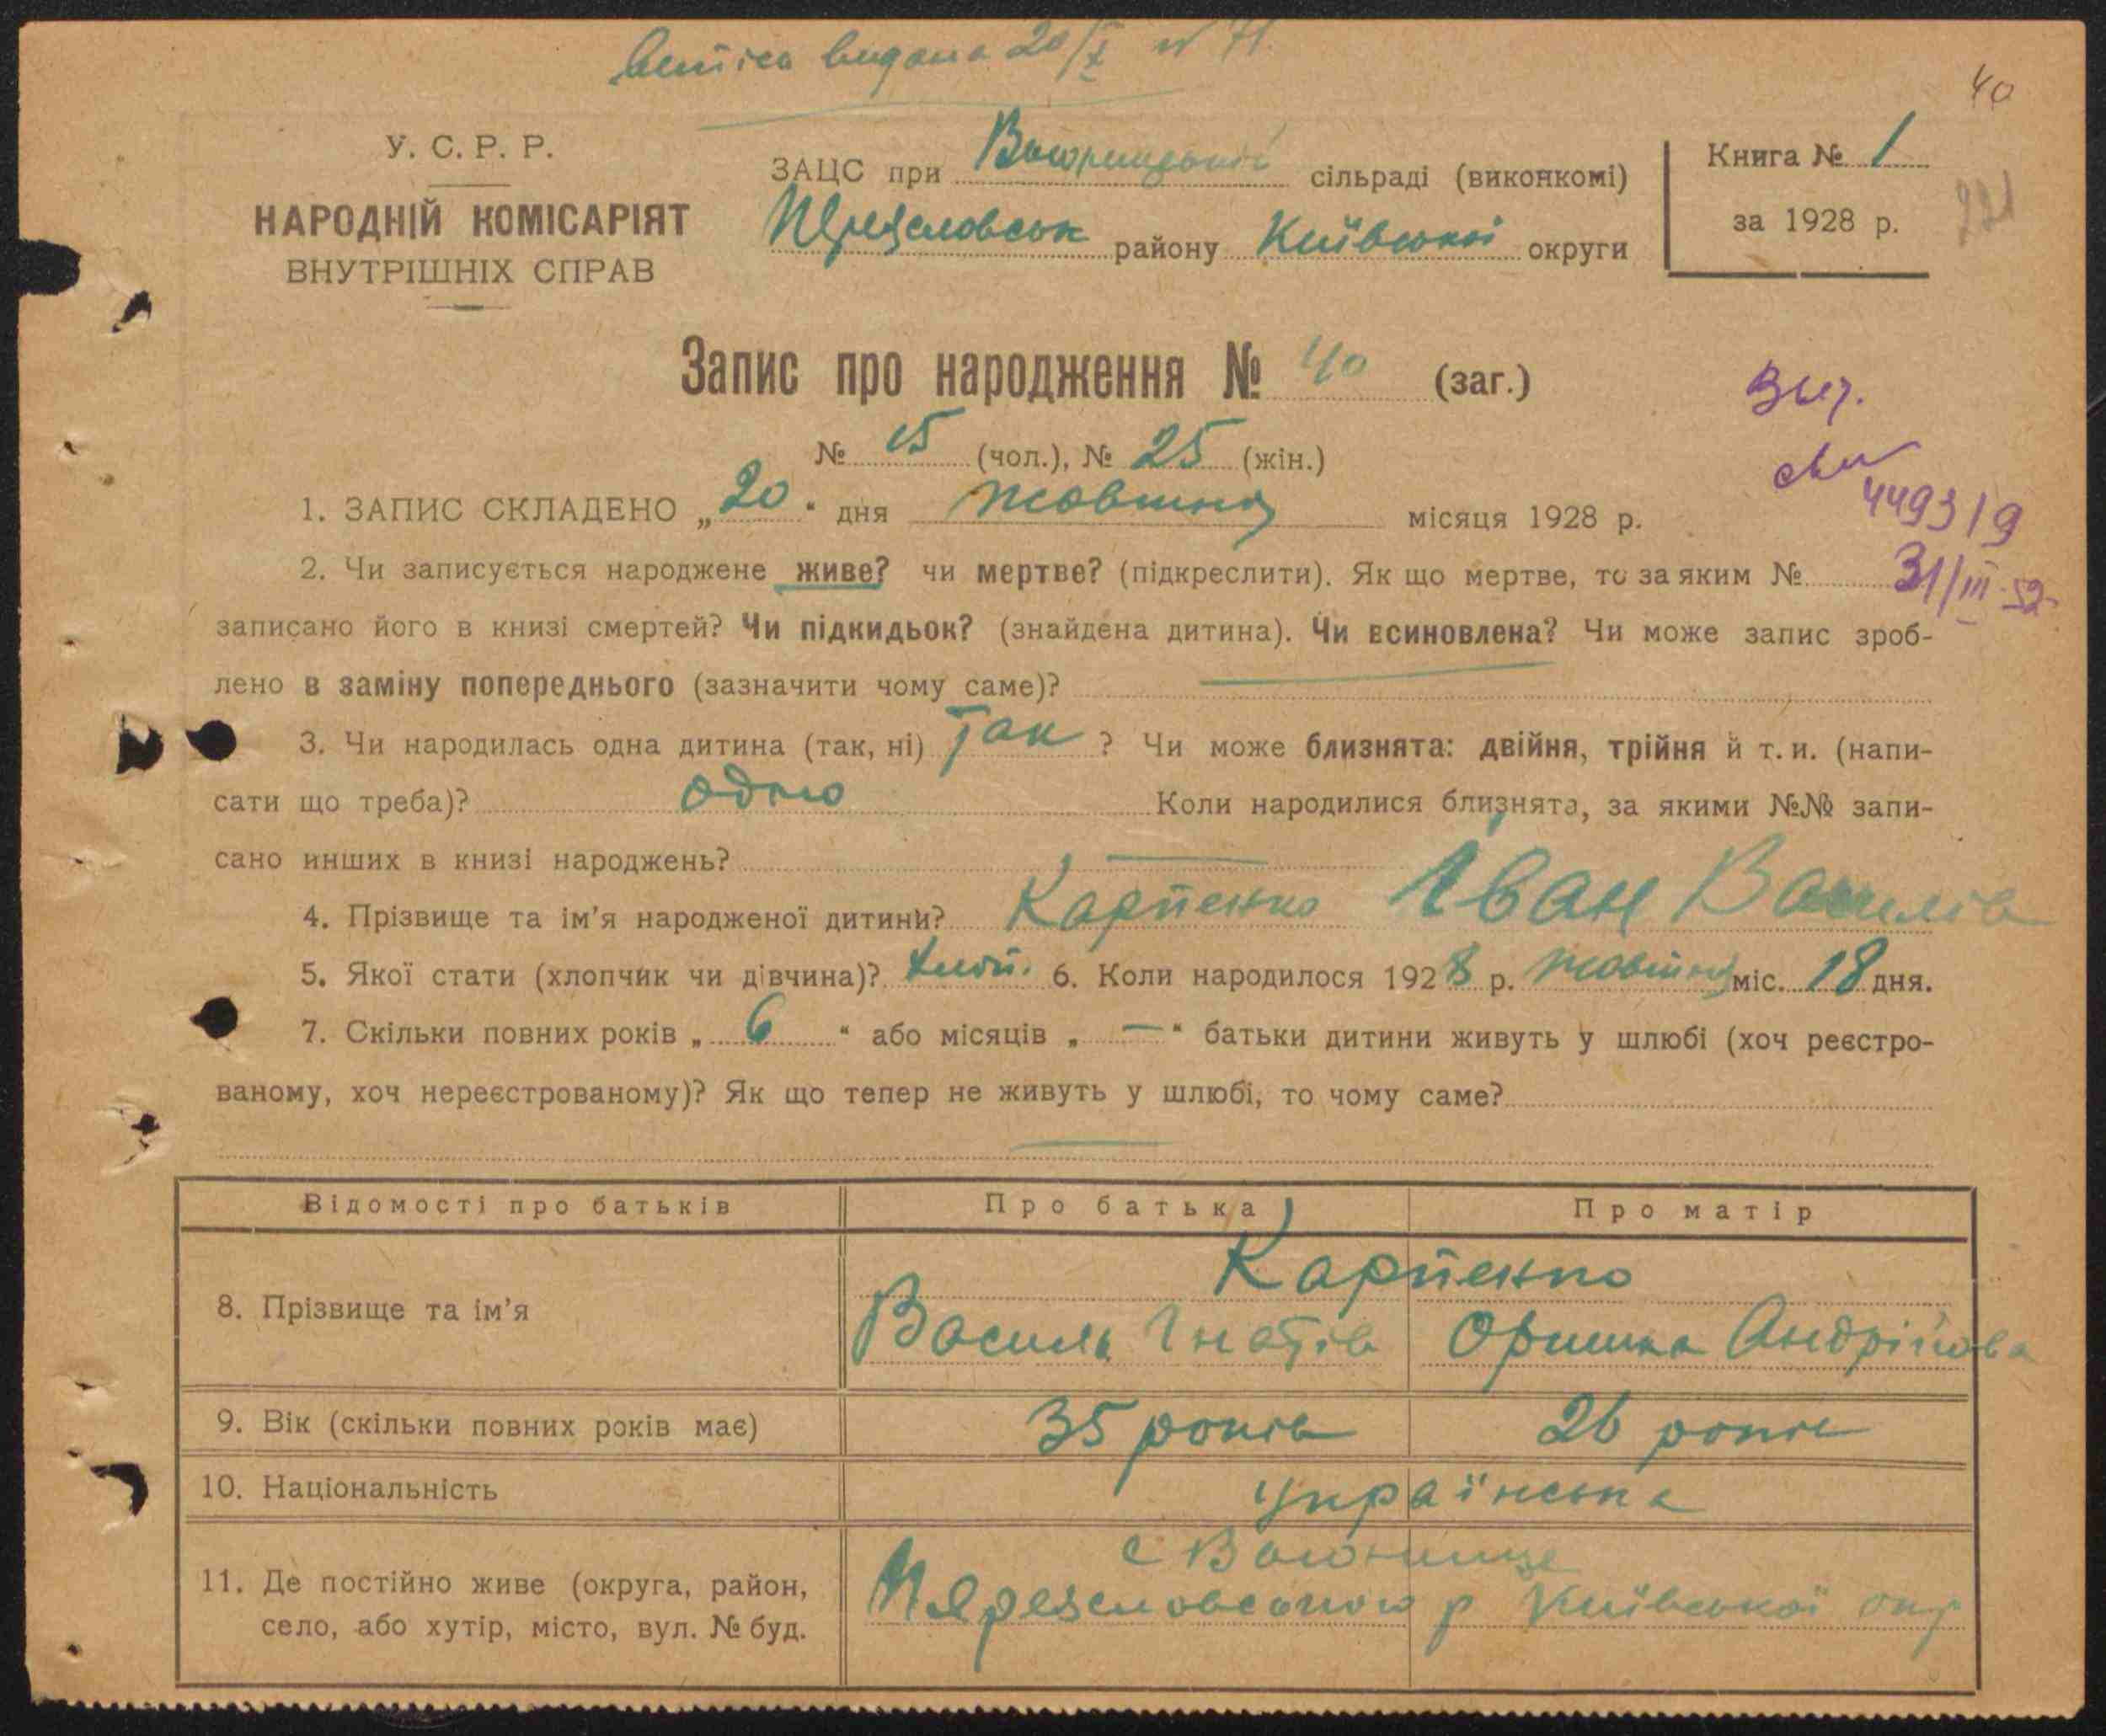 видана 20/X № 71
40
У. С. Р. Р.
НАРОДНІЙ КОМІСАРІЯТ
ВНУТРІШНІХ СПРАВ
ЗАЦС при сільраді (виконкомі)
району Київської округи
Книга № 1
за 1928 р.
Запис про народження № 40 (заг.)
№ 15 (чол.), № 25 (жін.)
1. ЗАПИС СКЛАДЕНО „20“ дня жовтня місяця 1928 р.
449319
31/III-52
2. Чи записується народжене живе? чи мертве? (підкреслити). Як що мертве, то за яким №
записано його в книзі смертей? Чи підкидьок? (знайдена дитина). Чи всиновлена? Чи може запис зроб-
лено в заміну попереднього (зазначити чому саме)?
3. Чи народилась одна дитина (так, ні) Так ? Чи може близнята: двійня, трійня й т. и. (напи-
сати що треба)? одно Коли народилися близнята, за якими №№ запи-
сано инших в книзі народжень?
4. Прізвище та ім’я народженої дитини? Карпенко Іван Василів
5. Якої стати (хлопчик чи дівчина)? хлоп. 6. Коли народилося 1928 р. жовтня міс. 18 дня.
7. Скільки повних років „ 6 “ або місяців „ — “ батьки дитини живуть у шлюбі (хоч реєстро-
ваному, хоч нереєстрованому)? Як що тепер не живуть у шлюбі, то чому саме?
Відомості про батьків Про батька Про матір
8. Прізвище та ім’я Карпенко
Василь Гнатів Оришка Андрійова
9. Вік (скільки повних років має) 35 років 26 років
10. Національність українська
11. Де постійно живе (округа, район,
село, або хутір, місто, вул. № буд.
р Київської окр